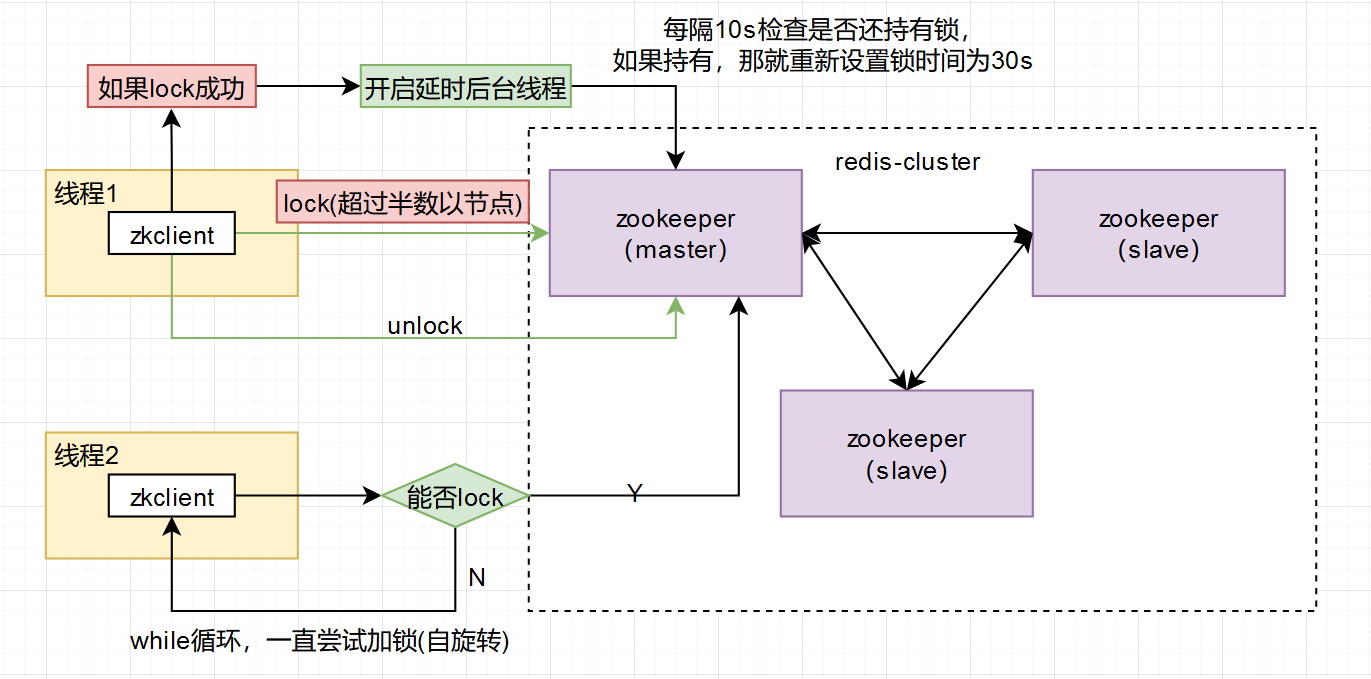 每隔10s检查是否还持有锁，
如果持有，那就重新设置锁时间为30s
如果lock成功
开启延时后台线程
redis-cluster
线程1
lock(超过半数以节点)
zkclient
zookeeper
（master）
zookeeper
（slave）
unlock
线程2
zkclient
能否lock
Y
zookeeper
（slave）
N
while循环，一直尝试加锁(自旋转)